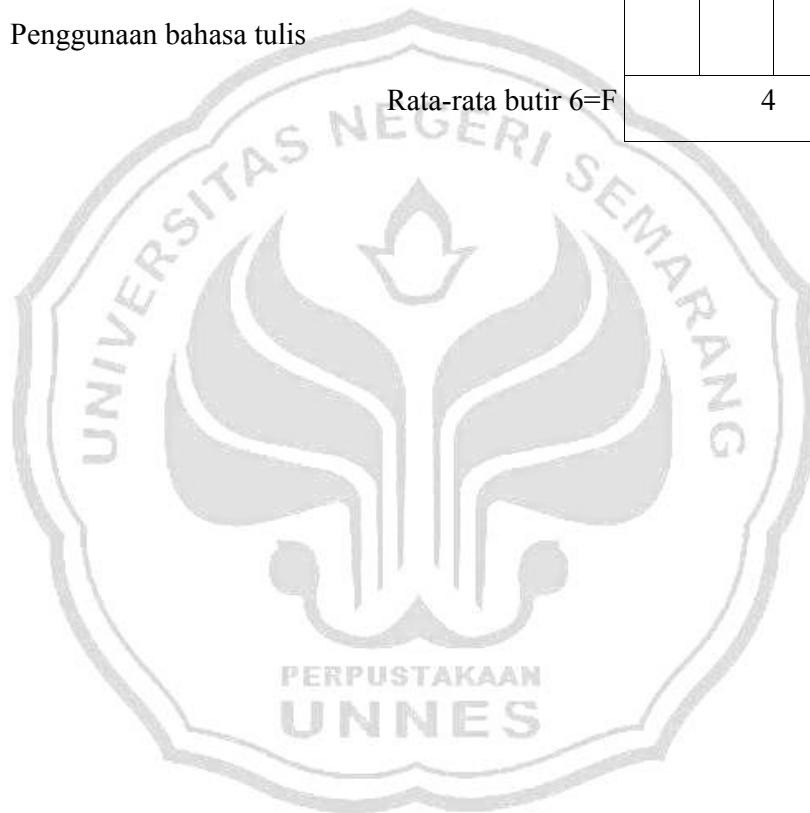 Penggunaan bahasa tulis
Rata-rata butir 6=F 4
UNIVERSITAS NEGERI SEMARANG
PERPUSTAKAAN
UNNES